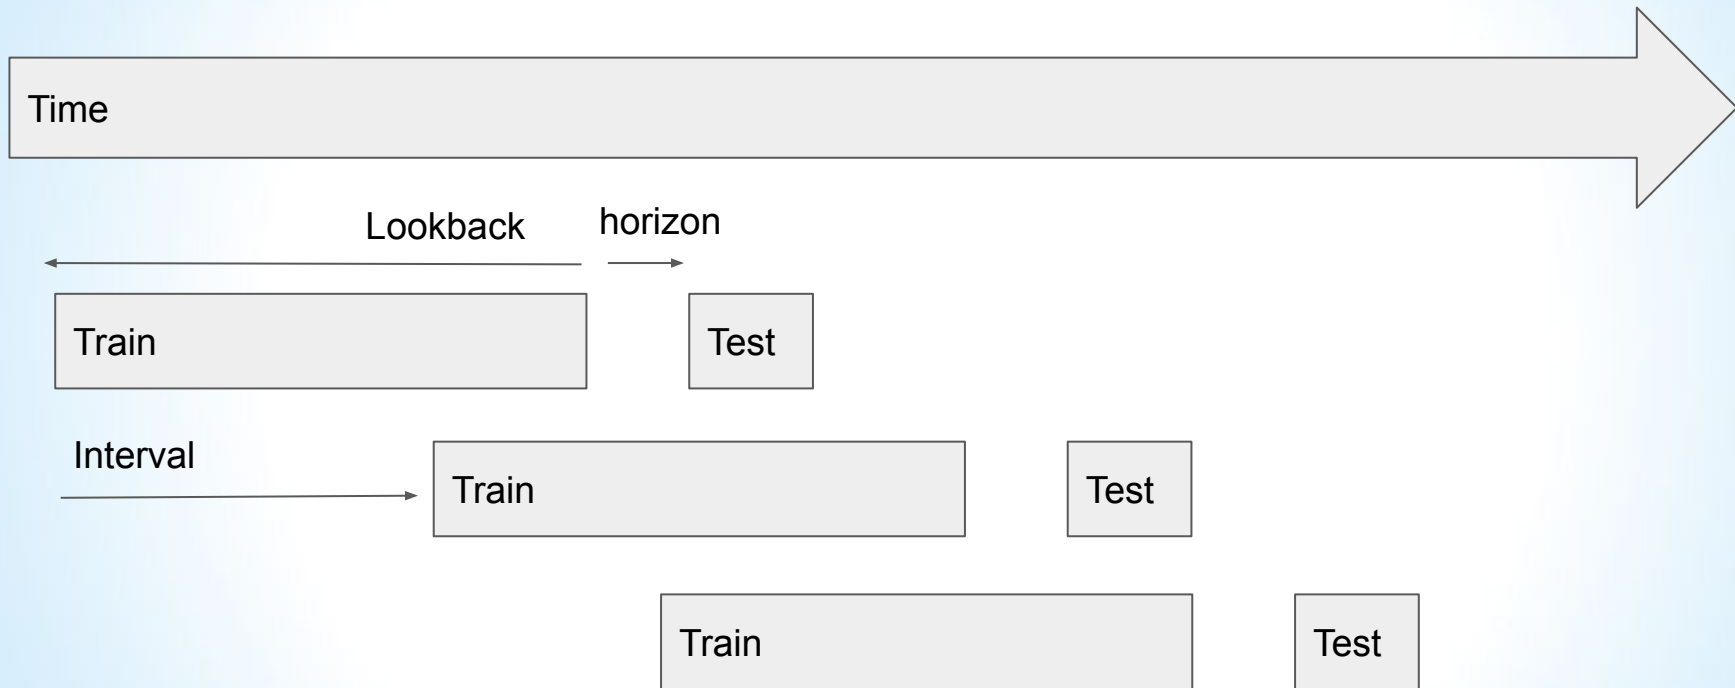 Time
Lookback
horizon
Train
Test
Interval
Train
Test
Train
Test